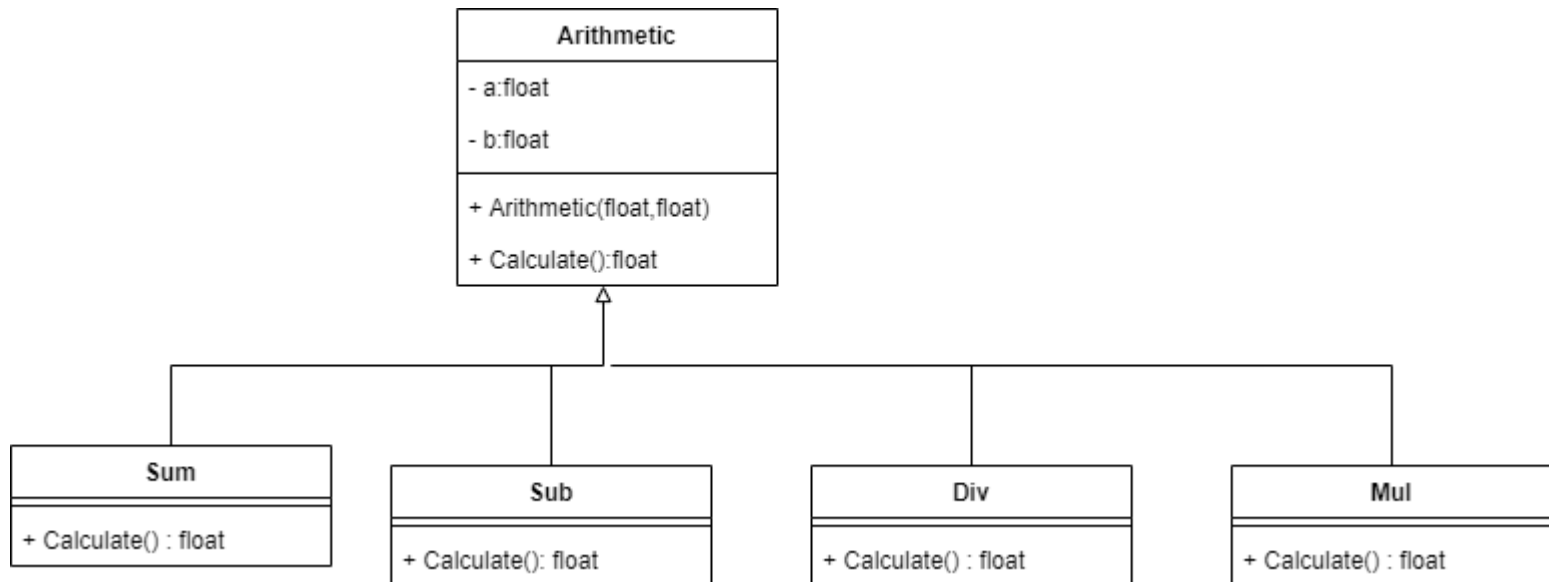 Arithmetic
- a:float
- b:float
+ Arithmetic(float,float)
+ Calculate():float
Sum
+ Calculate() : float
Sub
+ Calculate(): float
Div
+ Calculate() : float
Mul
+ Calculate() : float